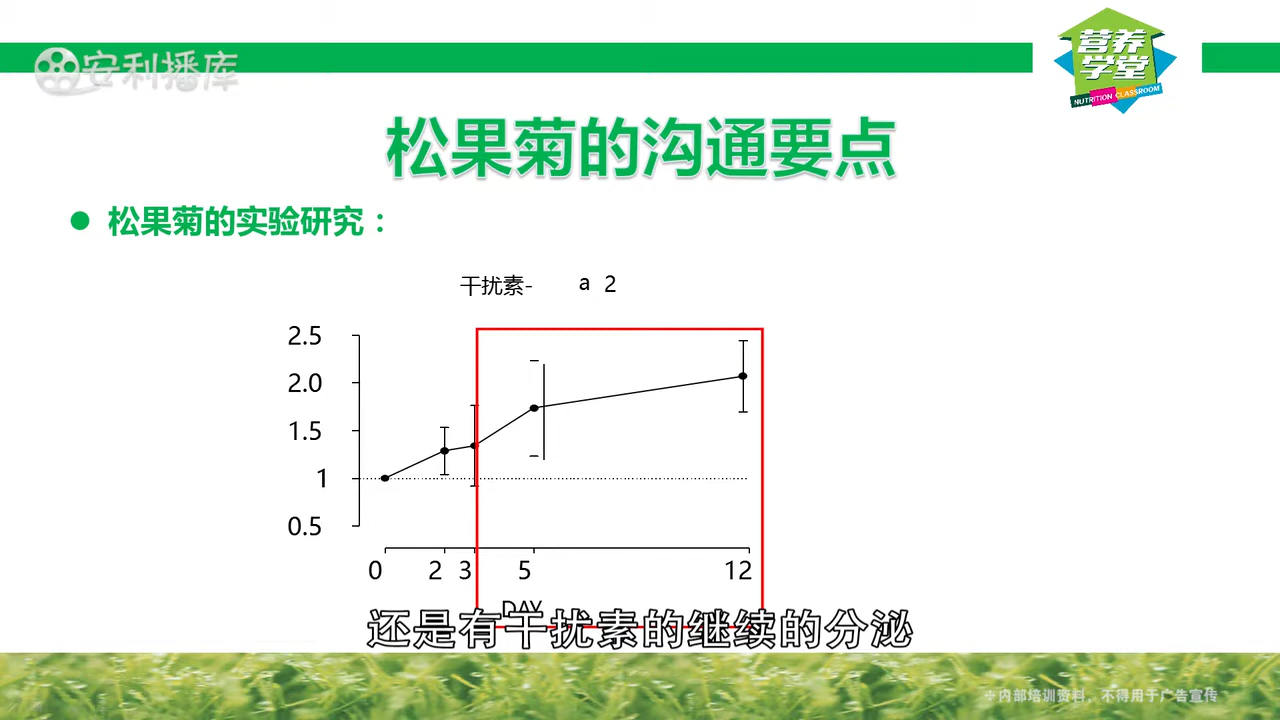 安利播库
营养
学堂
NUTRITION CLASSROOM
松果菊的沟通要点
● 松果菊的实验研究：
干扰素- a 2
2.5
2.0
1.5
1
0.5
0 2 3 5 12
DAY
还是有干扰素的继续的分泌
※内部培训资料，不得用于广告宣传